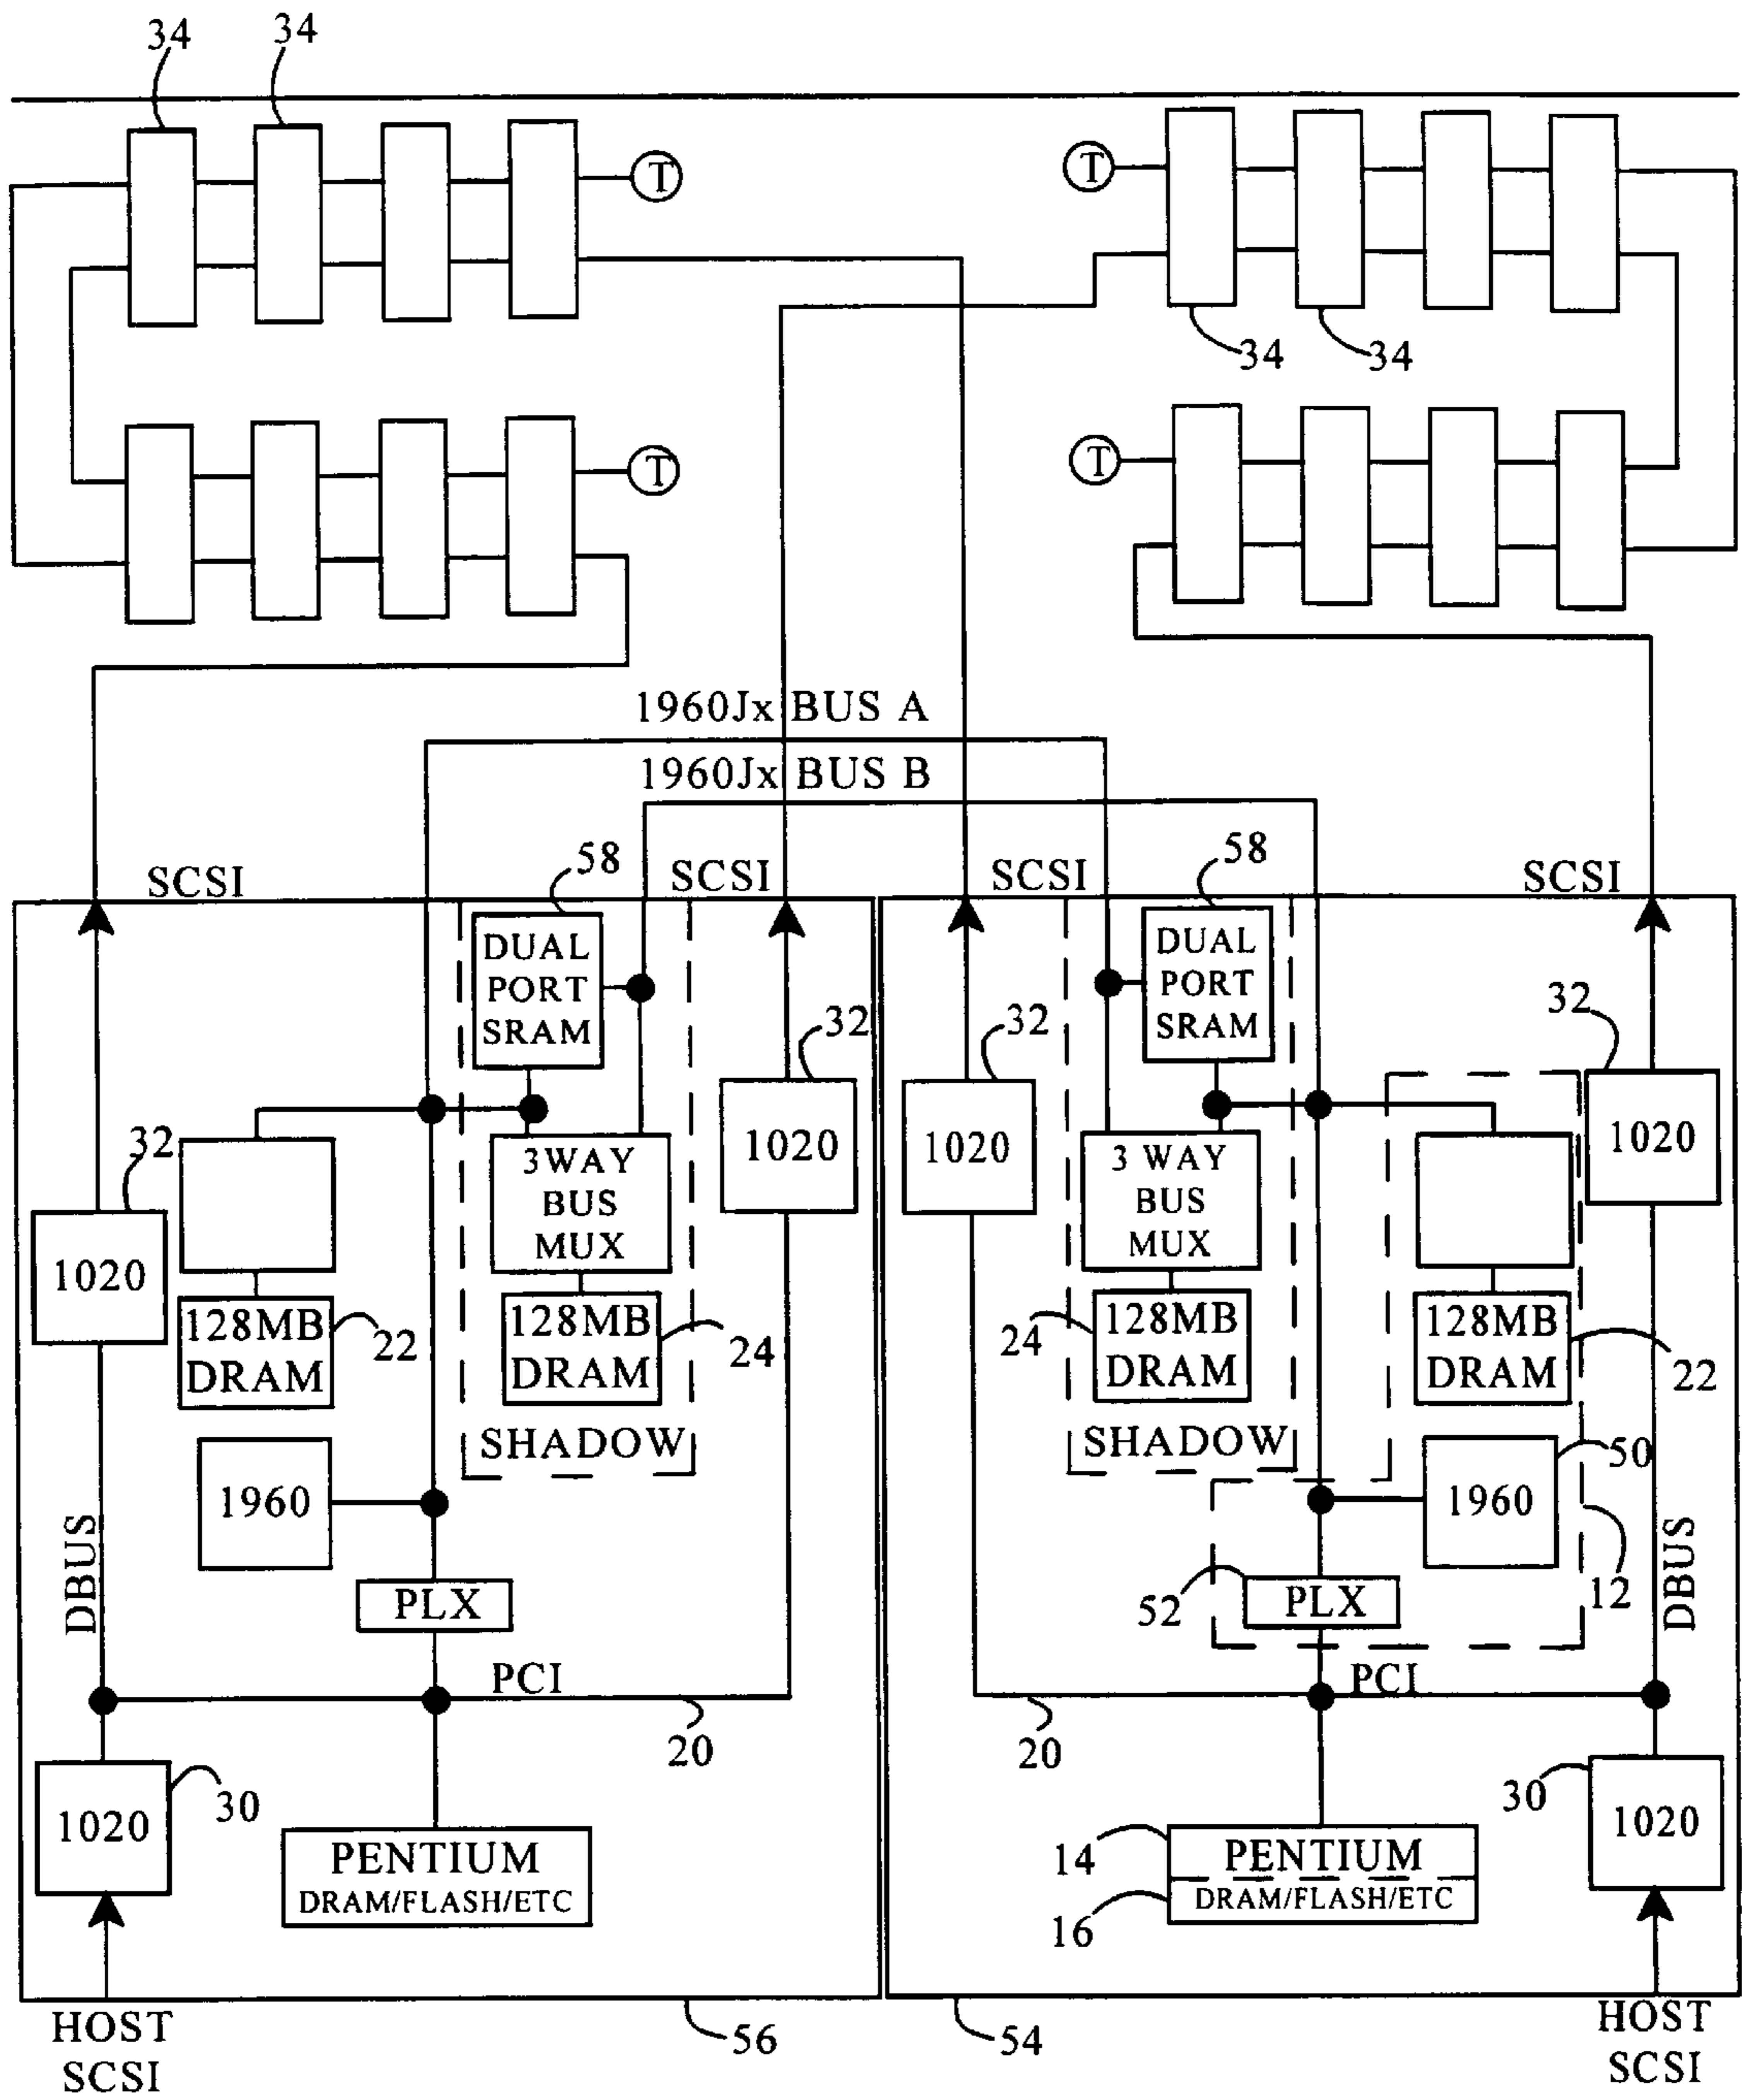 34 34
T T
34 34
T T
1960Jx BUS A
1960Jx BUS B
SCSI 58 SCSI SCSI 58 SCSI
DUAL
PORT
SRAM
DUAL
PORT
SRAM
32 32 32
32
1020
1020
1020
1020
3WAY
BUS
MUX
3 WAY
BUS
MUX
128MB
DRAM
22
128MB
DRAM
24
24
128MB
DRAM
128MB
DRAM
22
SHADOW
SHADOW
1960
1960
50
DBUS
DBUS
PLX
52
PLX
12
PCI
PCI
20
20
1020
30
30
1020
PENTIUM
DRAM/FLASH/ETC
14
PENTIUM
16
DRAM/FLASH/ETC
HOST
SCSI
56
54
HOST
SCSI